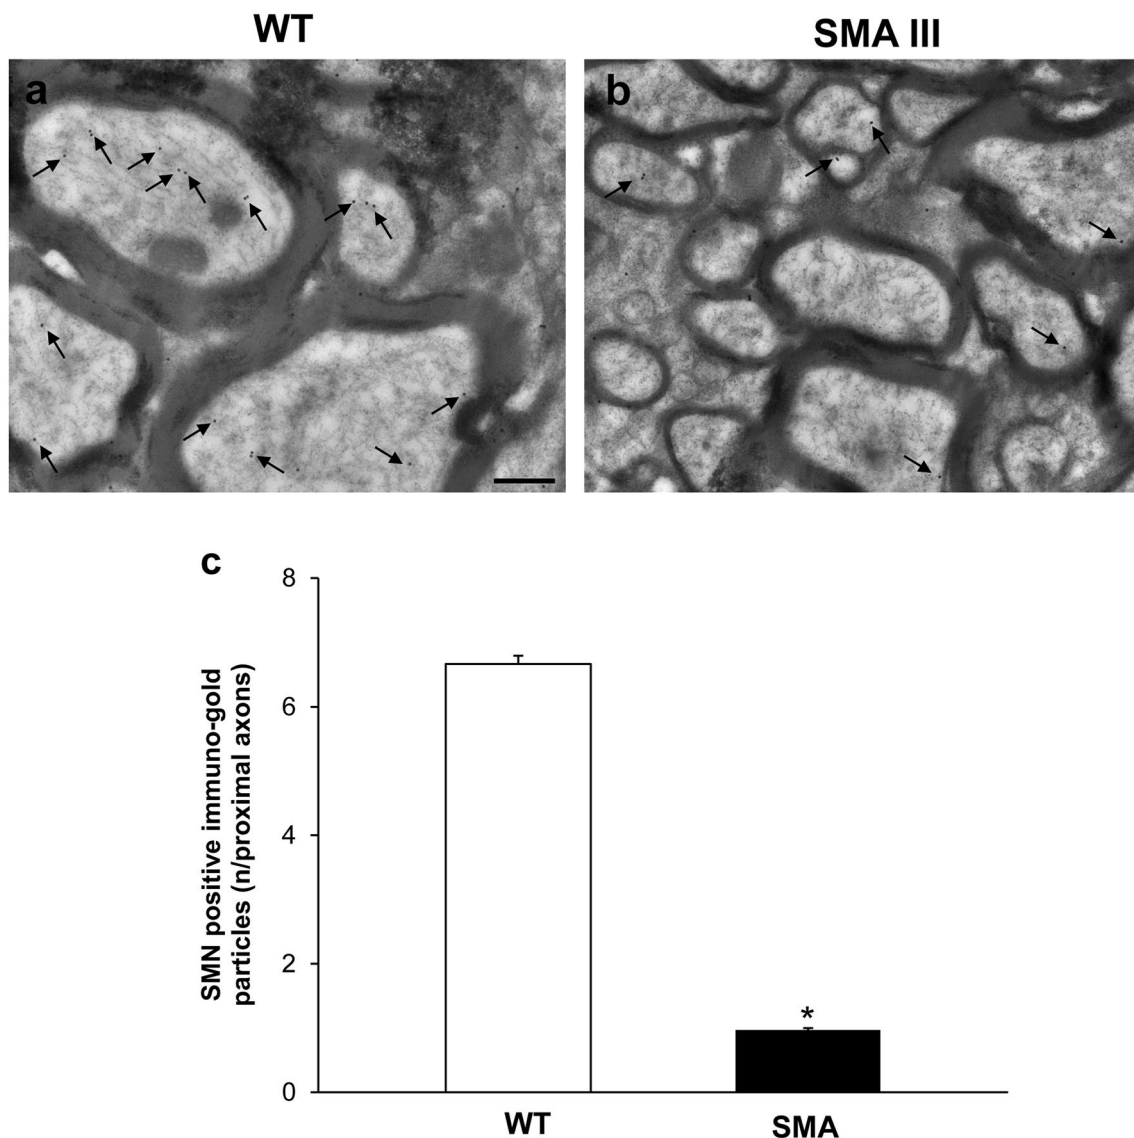 WT
SMA III
a
b
c
8
6
4
2
0
SMN positive immuno-gold
particles (n/proximal axons)
*
WT
SMA